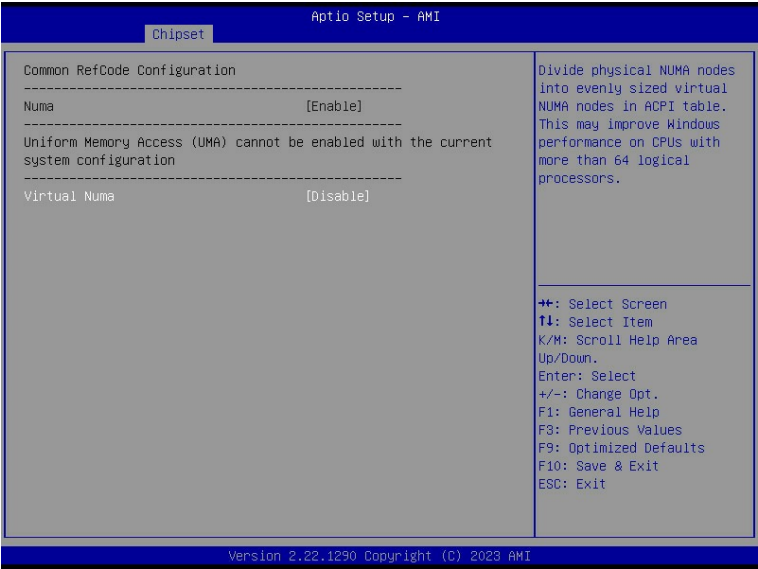 Aptio Setup – AMI
Chipset
Common RefCode Configuration
--------------------------------------------------
Numa [Enable]
--------------------------------------------------
Uniform Memory Access (UMA) cannot be enabled with the current
system configuration
--------------------------------------------------
Virtual Numa [Disable]
Divide physical NUMA nodes
into evenly sized virtual
NUMA nodes in ACPI table.
This may improve Windows
performance on CPUs with
more than 64 logical
processors.
→←: Select Screen
↑↓: Select Item
K/M: Scroll Help Area
Up/Down.
Enter: Select
+/-: Change Opt.
F1: General Help
F3: Previous Values
F9: Optimized Defaults
F10: Save & Exit
ESC: Exit
Version 2.22.1290 Copyright (C) 2023 AMI